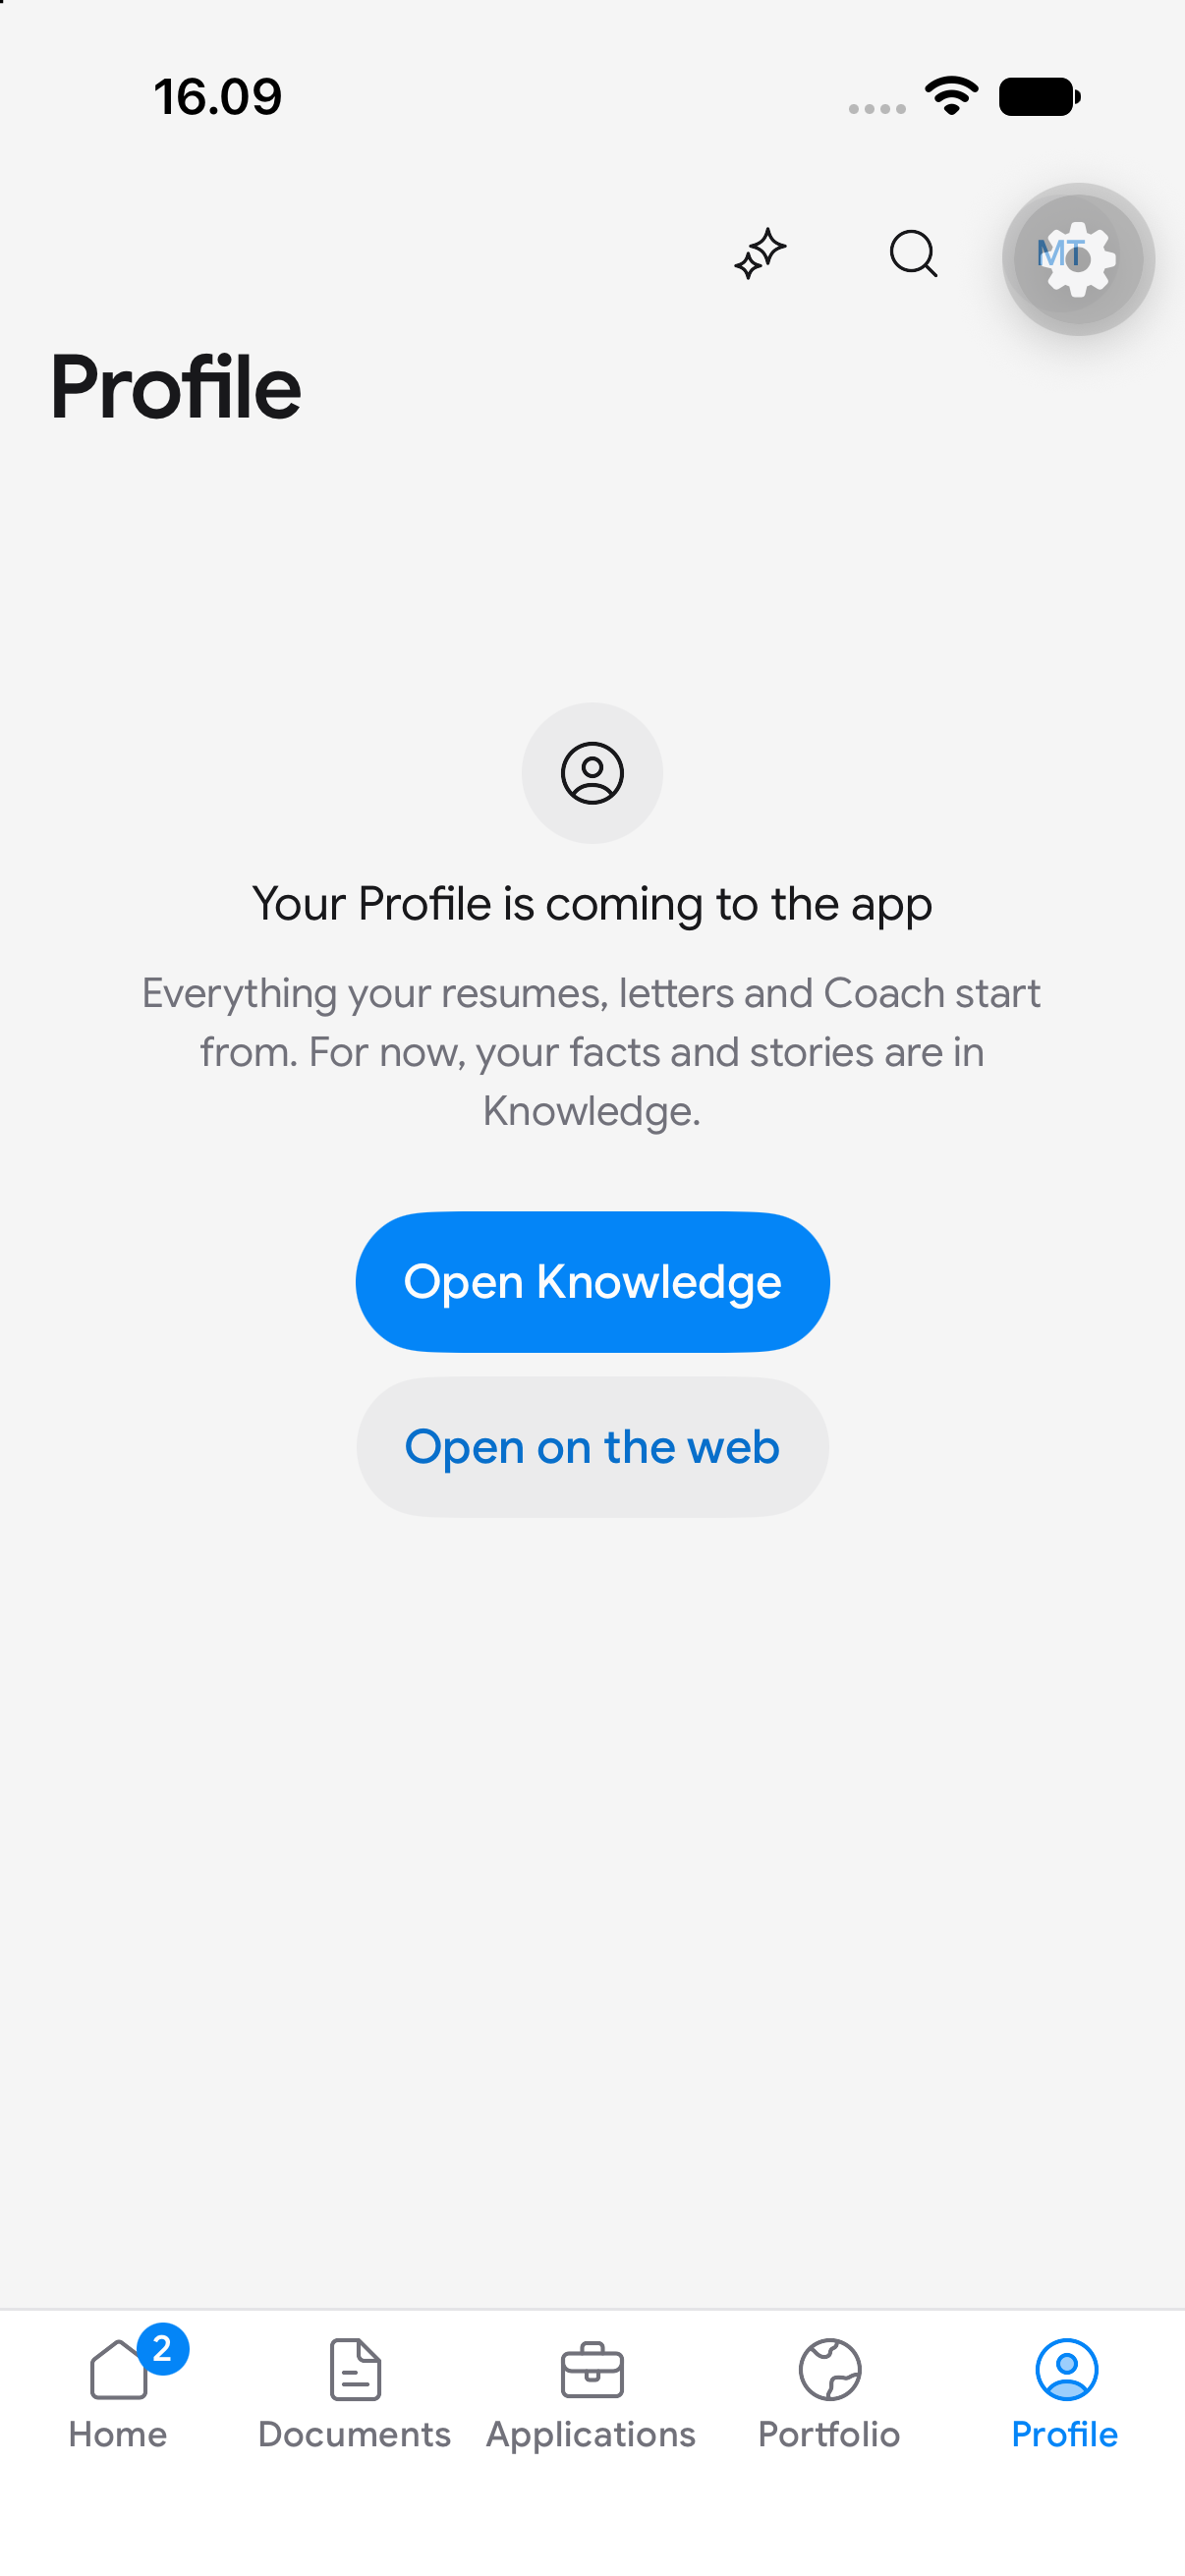 16.09
MT
Profile
Your Profile is coming to the app
Everything your resumes, letters and Coach start
from. For now, your facts and stories are in
Knowledge.
Open Knowledge
Open on the web
2
Home
Documents
Applications
Portfolio
Profile